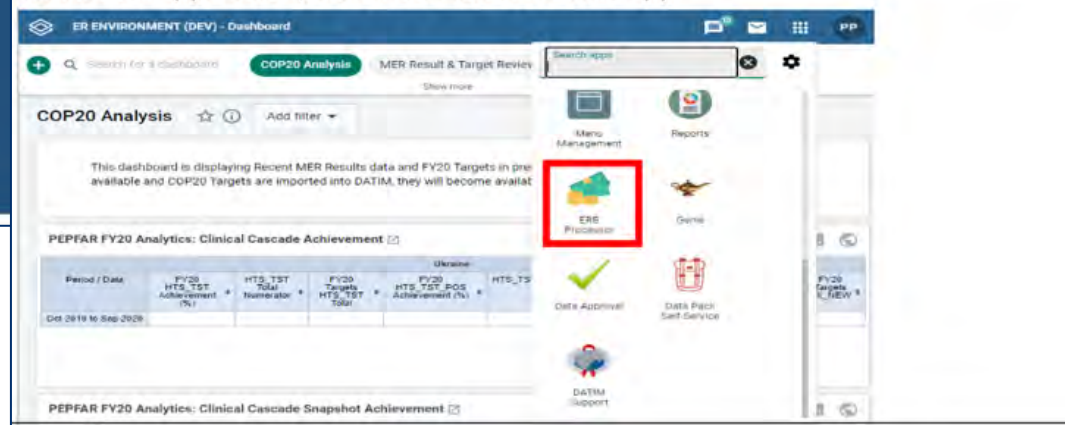 ER ENVIRONMENT (DEV) - Dashboard
PP
Search for a dashboard
COP20 Analysis
MER Result & Target Review
Search apps
Show more
COP20 Analysis
Add filter
Menu
Management
Reports
This dashboard is displaying Recent MER Results data and FY20 Targets in pre
available and COP20 Targets are imported into DATIM, they will become availab
ERB
Processor
Genie
PEPFAR FY20 Analytics: Clinical Cascade Achievement
Ukraine
Period / Data
FY20
HTS_TST
Achievement
(%)
HTS_TST
Total
Numerator
FY20
Targets
HTS_TST
Total
FY20
HTS_TST_POS
Achievement (%)
HTS_TS
FY20
Targets
X_NEW
Oct 2019 to Sep 2020
Data Approval
Data Pack
Self-Service
DATIM
Support
PEPFAR FY20 Analytics: Clinical Cascade Snapshot Achievement